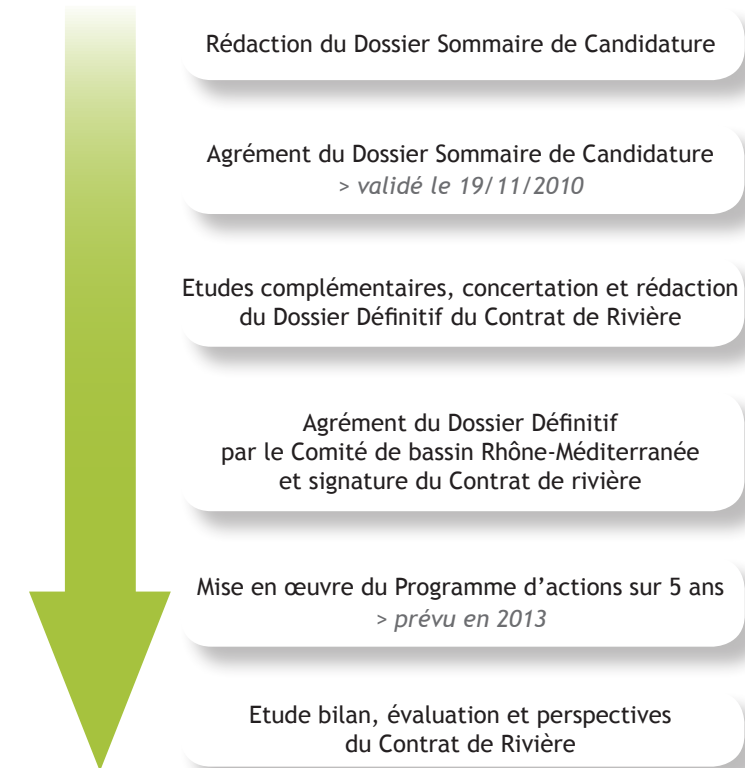 Rédaction du Dossier Sommaire de Candidature
Agrément du Dossier Sommaire de Candidature
> validé le 19/11/2010
Etudes complémentaires, concertation et rédaction
du Dossier Définitif du Contrat de Rivière
Agrément du Dossier Définitif
par le Comité de bassin Rhône-Méditerranée
et signature du Contrat de rivière
Mise en œuvre du Programme d’actions sur 5 ans
> prévu en 2013
Etude bilan, évaluation et perspectives
du Contrat de Rivière